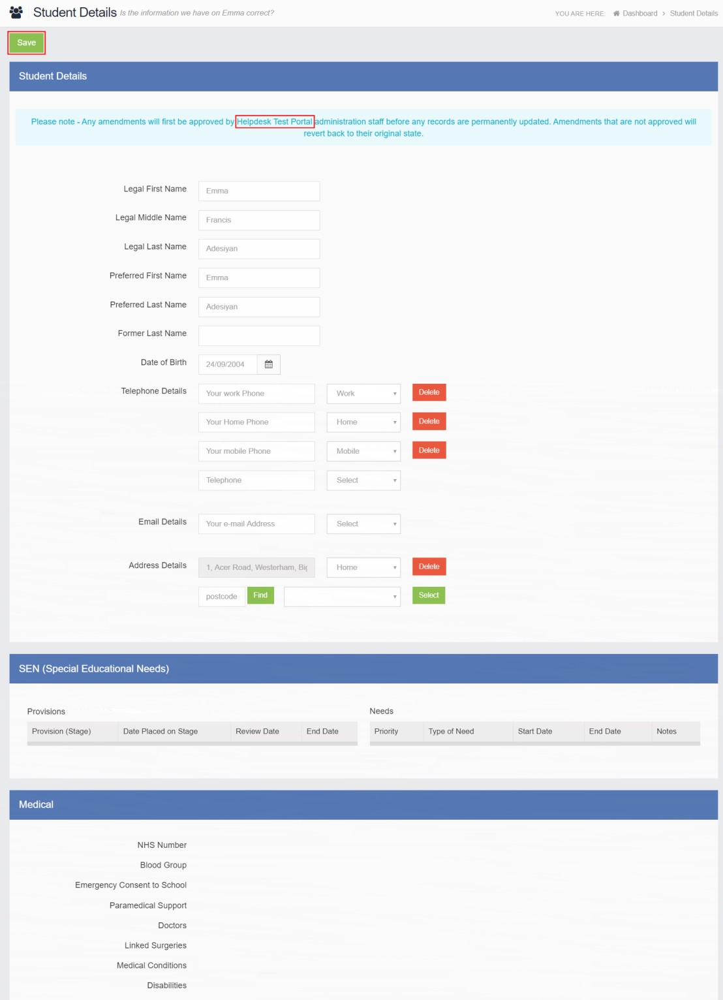 Student Details Is the information we have on Emma correct?
YOU ARE HERE: Dashboard > Student Details
Save
Student Details
Please note - Any amendments will first be approved by Helpdesk Test Portal administration staff before any records are permanently updated. Amendments that are not approved will
revert back to their original state.
Legal First Name Emma
Legal Middle Name Francis
Legal Last Name Adesiyan
Preferred First Name Emma
Preferred Last Name Adesiyan
Former Last Name
Date of Birth 24/09/2004
Telephone Details Your work Phone Work Delete
Your Home Phone Home Delete
Your mobile Phone Mobile Delete
Telephone Select
Email Details Your e-mail Address Select
Address Details 1, Acer Road, Westerham, Big Home Delete
postcode Find Select
SEN (Special Educational Needs)
Provisions Needs
Provision (Stage) Date Placed on Stage Review Date End Date Priority Type of Need Start Date End Date Notes
Medical
NHS Number
Blood Group
Emergency Consent to School
Paramedical Support
Doctors
Linked Surgeries
Medical Conditions
Disabilities